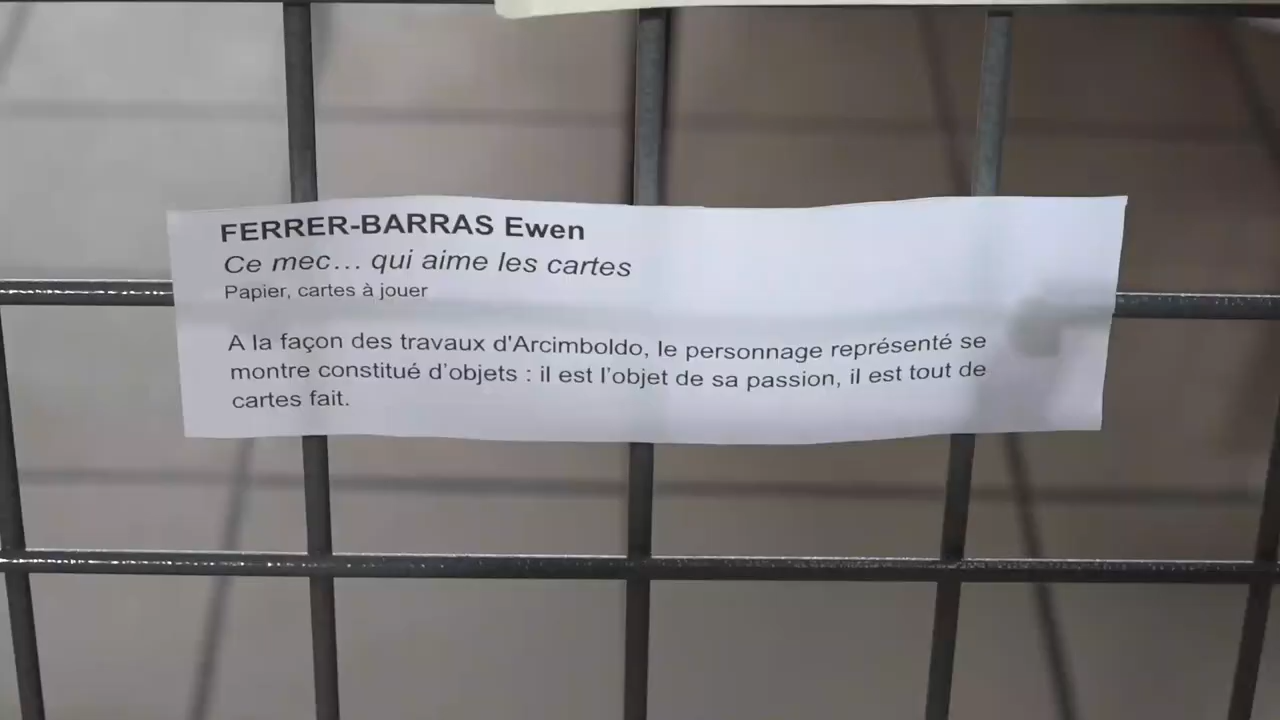 FERRER-BARRAS Ewen
Ce mec… qui aime les cartes
Papier, cartes à jouer
A la façon des travaux d'Arcimboldo, le personnage représenté se
montre constitué d’objets : il est l’objet de sa passion, il est tout de
cartes fait.